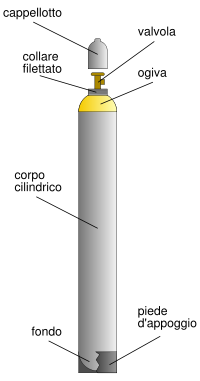 cappellotto
valvola
collare
filettato
ogiva
corpo
cilindrico
piede
d'appoggio
fondo